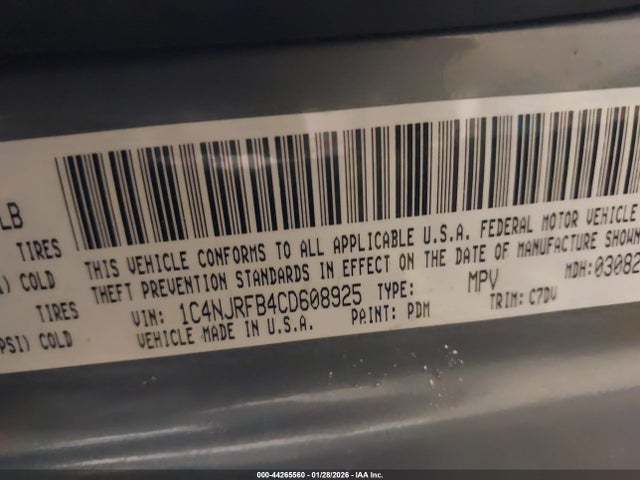 LB
TIRES
COLD
PSI) COLD
THIS VEHICLE CONFORMS TO ALL APPLICABLE U.S.A. FEDERAL MOTOR VEHICLE
THEFT PREVENTION STANDARDS IN EFFECT ON THE DATE OF MANUFACTURE SHOWN
VIN: 1C4NJRFB4CD608925 TYPE: MPV MDH:03082
VEHICLE MADE IN U.S.A. PAINT: PDM TRIM: C7DV
000-44265560 | 01/28/2026 | IAA Inc.